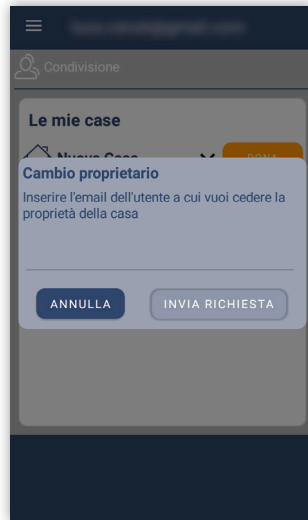 Condivisione
Le mie case
Nuova Casa
DONA
Cambio proprietario
Inserire l'email dell'utente a cui vuoi cedere la
proprietà della casa
ANNULLA
INVIA RICHIESTA